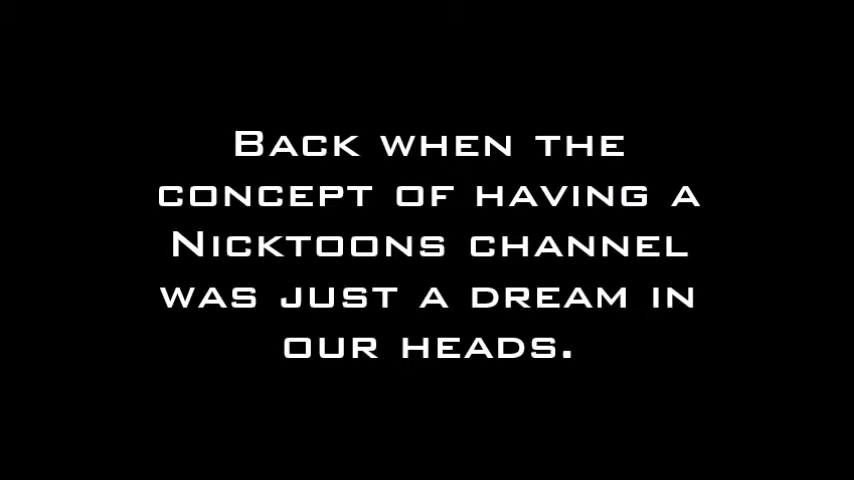 Back when the
concept of having a
Nicktoons channel
was just a dream in
our heads.